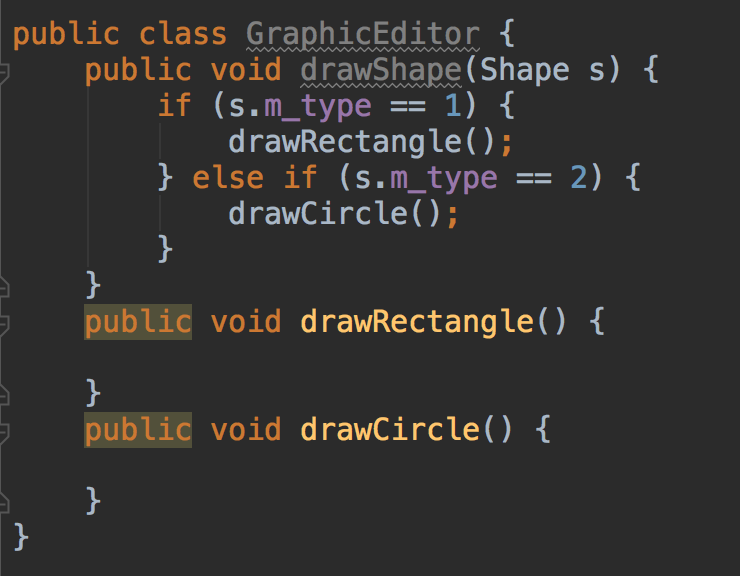 public class GraphicEditor {
    public void drawShape(Shape s) {
        if (s.m_type == 1) {
            drawRectangle();
        } else if (s.m_type == 2) {
            drawCircle();
        }
    }
    public void drawRectangle() {

    }
    public void drawCircle() {

    }
}